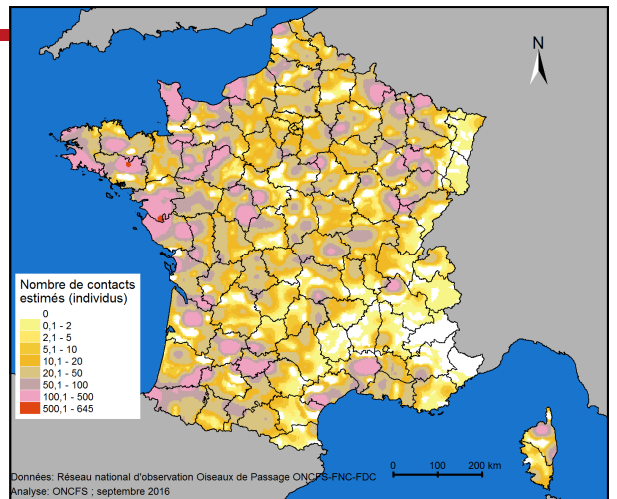 N
Nombre de contacts
estimés (individus)
0
0,1 - 2
2,1 - 5
5,1 - 10
10,1 - 20
20,1 - 50
50,1 - 100
100,1 - 500
500,1 - 645
Données: Réseau national d'observation Oiseaux de Passage ONCFS-FNC-FDC
0 100 200 km
Analyse: ONCFS ; septembre 2016